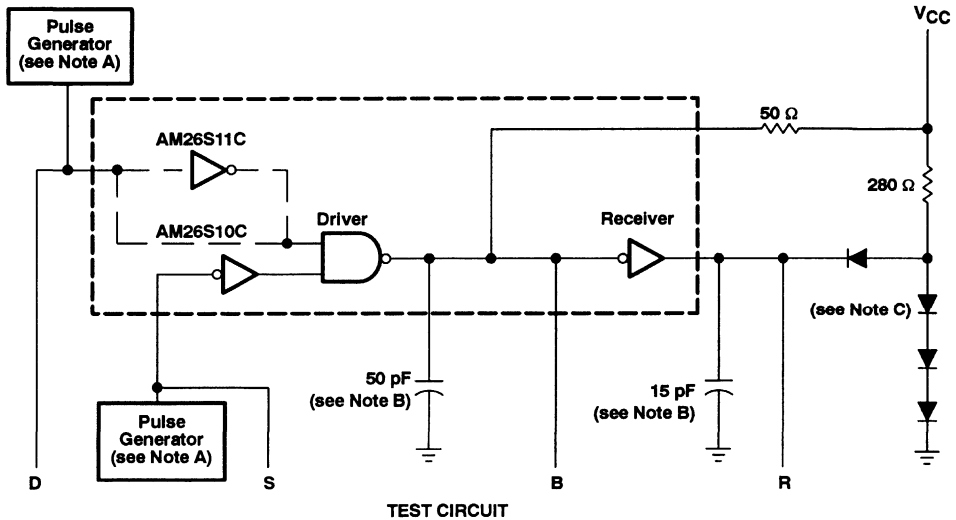 Pulse
Generator
(see Note A)
VCC
50 Ω
AM26S11C
280 Ω
Driver
Receiver
AM26S10C
(see Note C)
50 pF
(see Note B)
15 pF
(see Note B)
Pulse
Generator
(see Note A)
D
S
B
R
TEST CIRCUIT